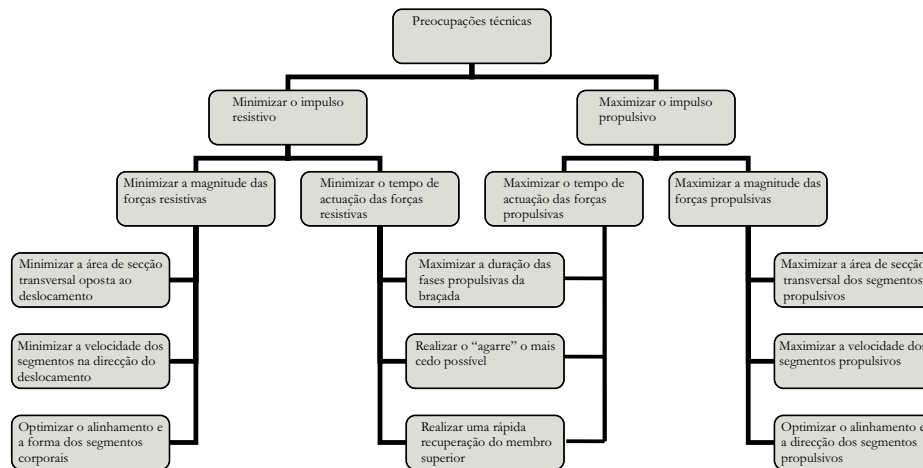 Preocupações técnicas
Minimizar o impulso
resistivo
Maximizar o impulso
propulsivo
Minimizar a magnitude das
forças resistivas
Minimizar o tempo de
actuação das forças
resistivas
Maximizar o tempo de
actuação das forças
propulsivas
Maximizar a magnitude das
forças propulsivas
Minimizar a área de secção
transversal oposta ao
deslocamento
Maximizar a duração das
fases propulsivas da
braçada
Maximizar a área de secção
transversal dos segmentos
propulsivos
Minimizar a velocidade dos
segmentos na direcção do
deslocamento
Realizar o “agarre” o mais
cedo possível
Maximizar a velocidade dos
segmentos propulsivos
Optimizar o alinhamento e
a forma dos segmentos
corporais
Realizar uma rápida
recuperação do membro
superior
Optimizar o alinhamento e
a direcção dos segmentos
propulsivos